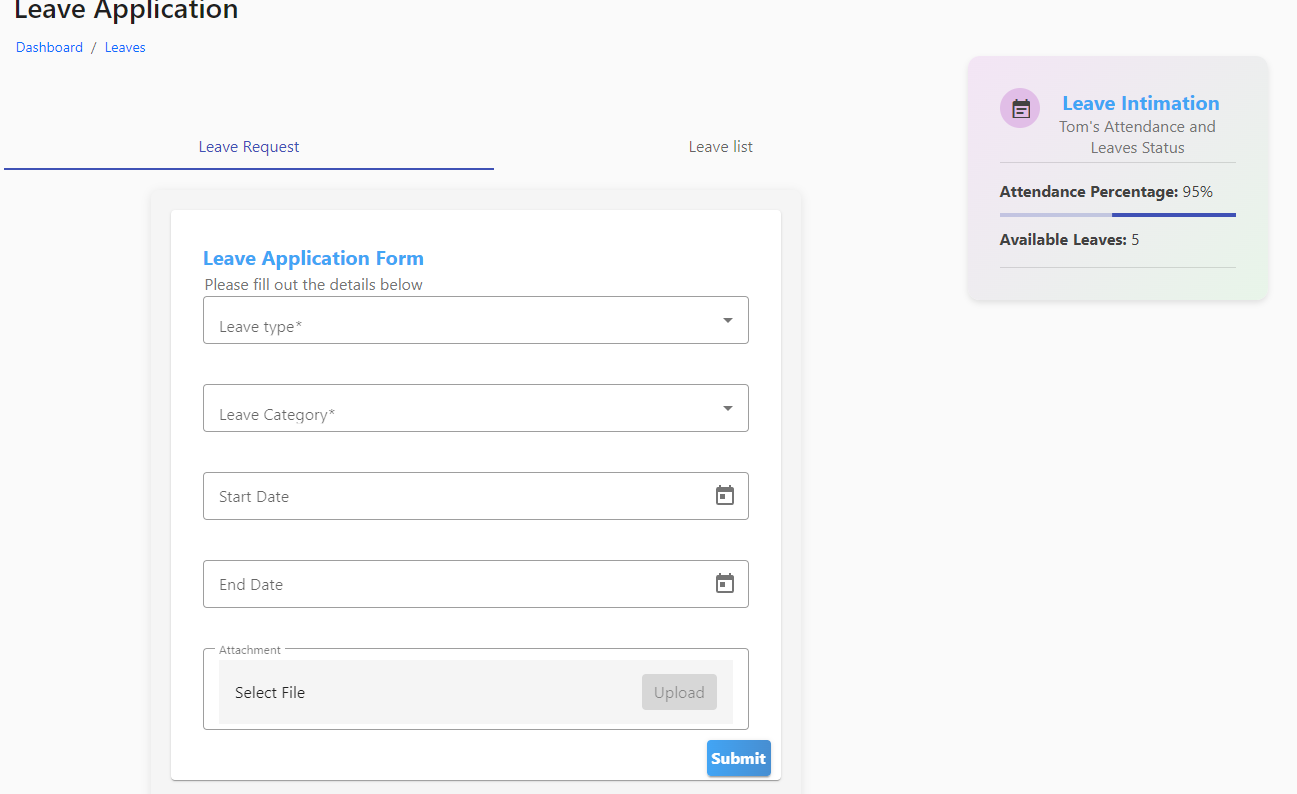 Leave Application
Dashboard / Leaves
Leave Request
Leave list
Leave Application Form
Please fill out the details below
Leave type*
Leave Category*
Start Date
End Date
Attachment
Select File
Upload
Submit
Leave Intimation
Tom's Attendance and
Leaves Status
Attendance Percentage: 95%
Available Leaves: 5